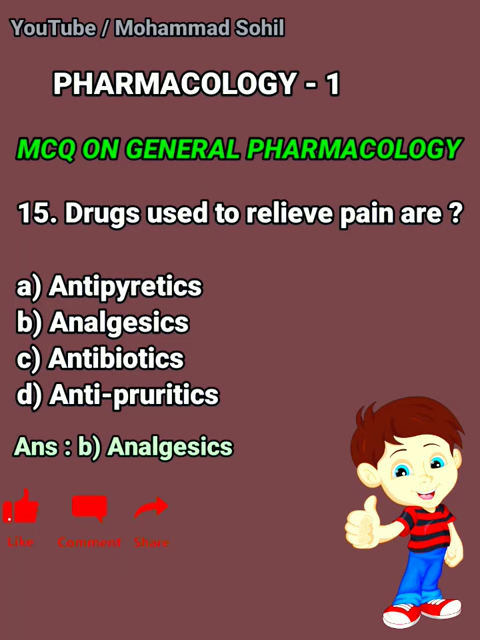 YouTube / Mohammad Sohil
PHARMACOLOGY - 1
MCQ ON GENERAL PHARMACOLOGY
15. Drugs used to relieve pain are ?
a) Antipyretics
b) Analgesics
c) Antibiotics
d) Anti-pruritics
Ans : b) Analgesics
Like Comment Share